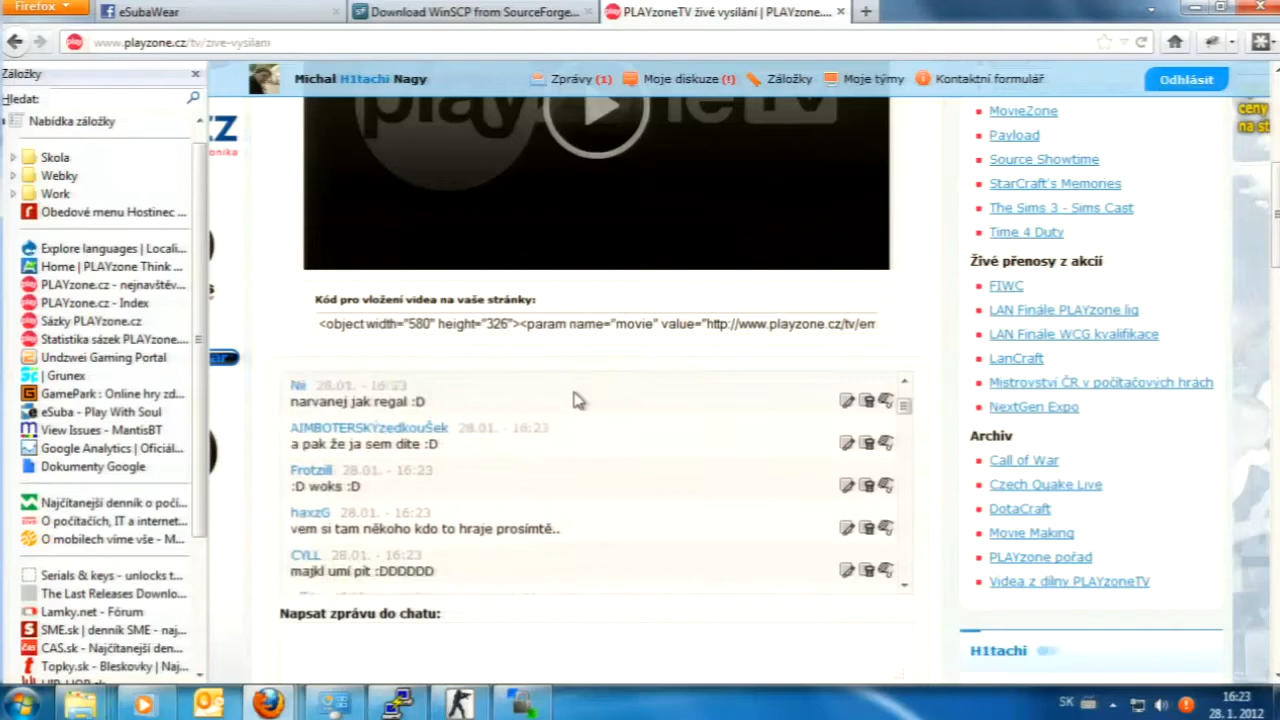 Firefox
eSubaWear
Download WinSCP from SourceForge...
PLAYzoneTV živé vysílání | PLAYzone....
www.playzone.cz/tv/zive-vysilani
Záložky
Hledat:
Nabídka záložky
Skola
Webky
Work
Obedové menu Hostinec ...
Explore languages | Locali...
Home | PLAYzone Think ...
PLAYzone.cz - nejnavštěv...
PLAYzone.cz - Index
Sázky PLAYzone.cz
Statistika sázek PLAYzone...
Undzwei Gaming Portal
| Grunex
GamePark : Online hry zd...
eSuba - Play With Soul
View Issues - MantisBT
Google Analytics | Oficiál...
Dokumenty Google
Najčítanejší denník o počí...
O počítačích, IT a internet...
O mobilech víme vše - M...
Serials & keys - unlocks t...
The Last Releases Downlo...
Lamky.net - Fórum
SME.sk | denník SME - naj...
CAS.sk - Najčítanejší den...
Topky.sk - Bleskovky | Naj...
Michal H1tachi Nagy
Zprávy (1)
Moje diskuze (!)
Záložky
Moje týmy
Kontaktní formulář
Odhlásit
playzoneTV
Kód pro vložení videa na vaše stránky:
<object width="580" height="326"><param name="movie" value="http://www.playzone.cz/tv/em
Nii 28.01. - 16:23
narvanej jak regal :D
AIMBOTERSKÝzedkouŠek 28.01. - 16:23
a pak že ja sem dite :D
Frotzill 28.01. - 16:23
:D woks :D
haxzG 28.01. - 16:23
vem si tam někoho kdo to hraje prosímtě..
CYLL 28.01. - 16:23
majkl umí pít :DDDDDD
Napsat zprávu do chatu:
MovieZone
Payload
Source Showtime
StarCraft's Memories
The Sims 3 - Sims Cast
Time 4 Duty
Živé přenosy z akcií
FIWC
LAN Finále PLAYzone lig
LAN Finále WCG kvalifikace
LanCraft
Mistrovství ČR v počítačových hrách
NextGen Expo
Archiv
Call of War
Czech Quake Live
DotaCraft
Movie Making
PLAYzone pořad
Videa z dílny PLAYzoneTV
H1tachi
ceny
na st
SK
16:23
28. 1. 2012